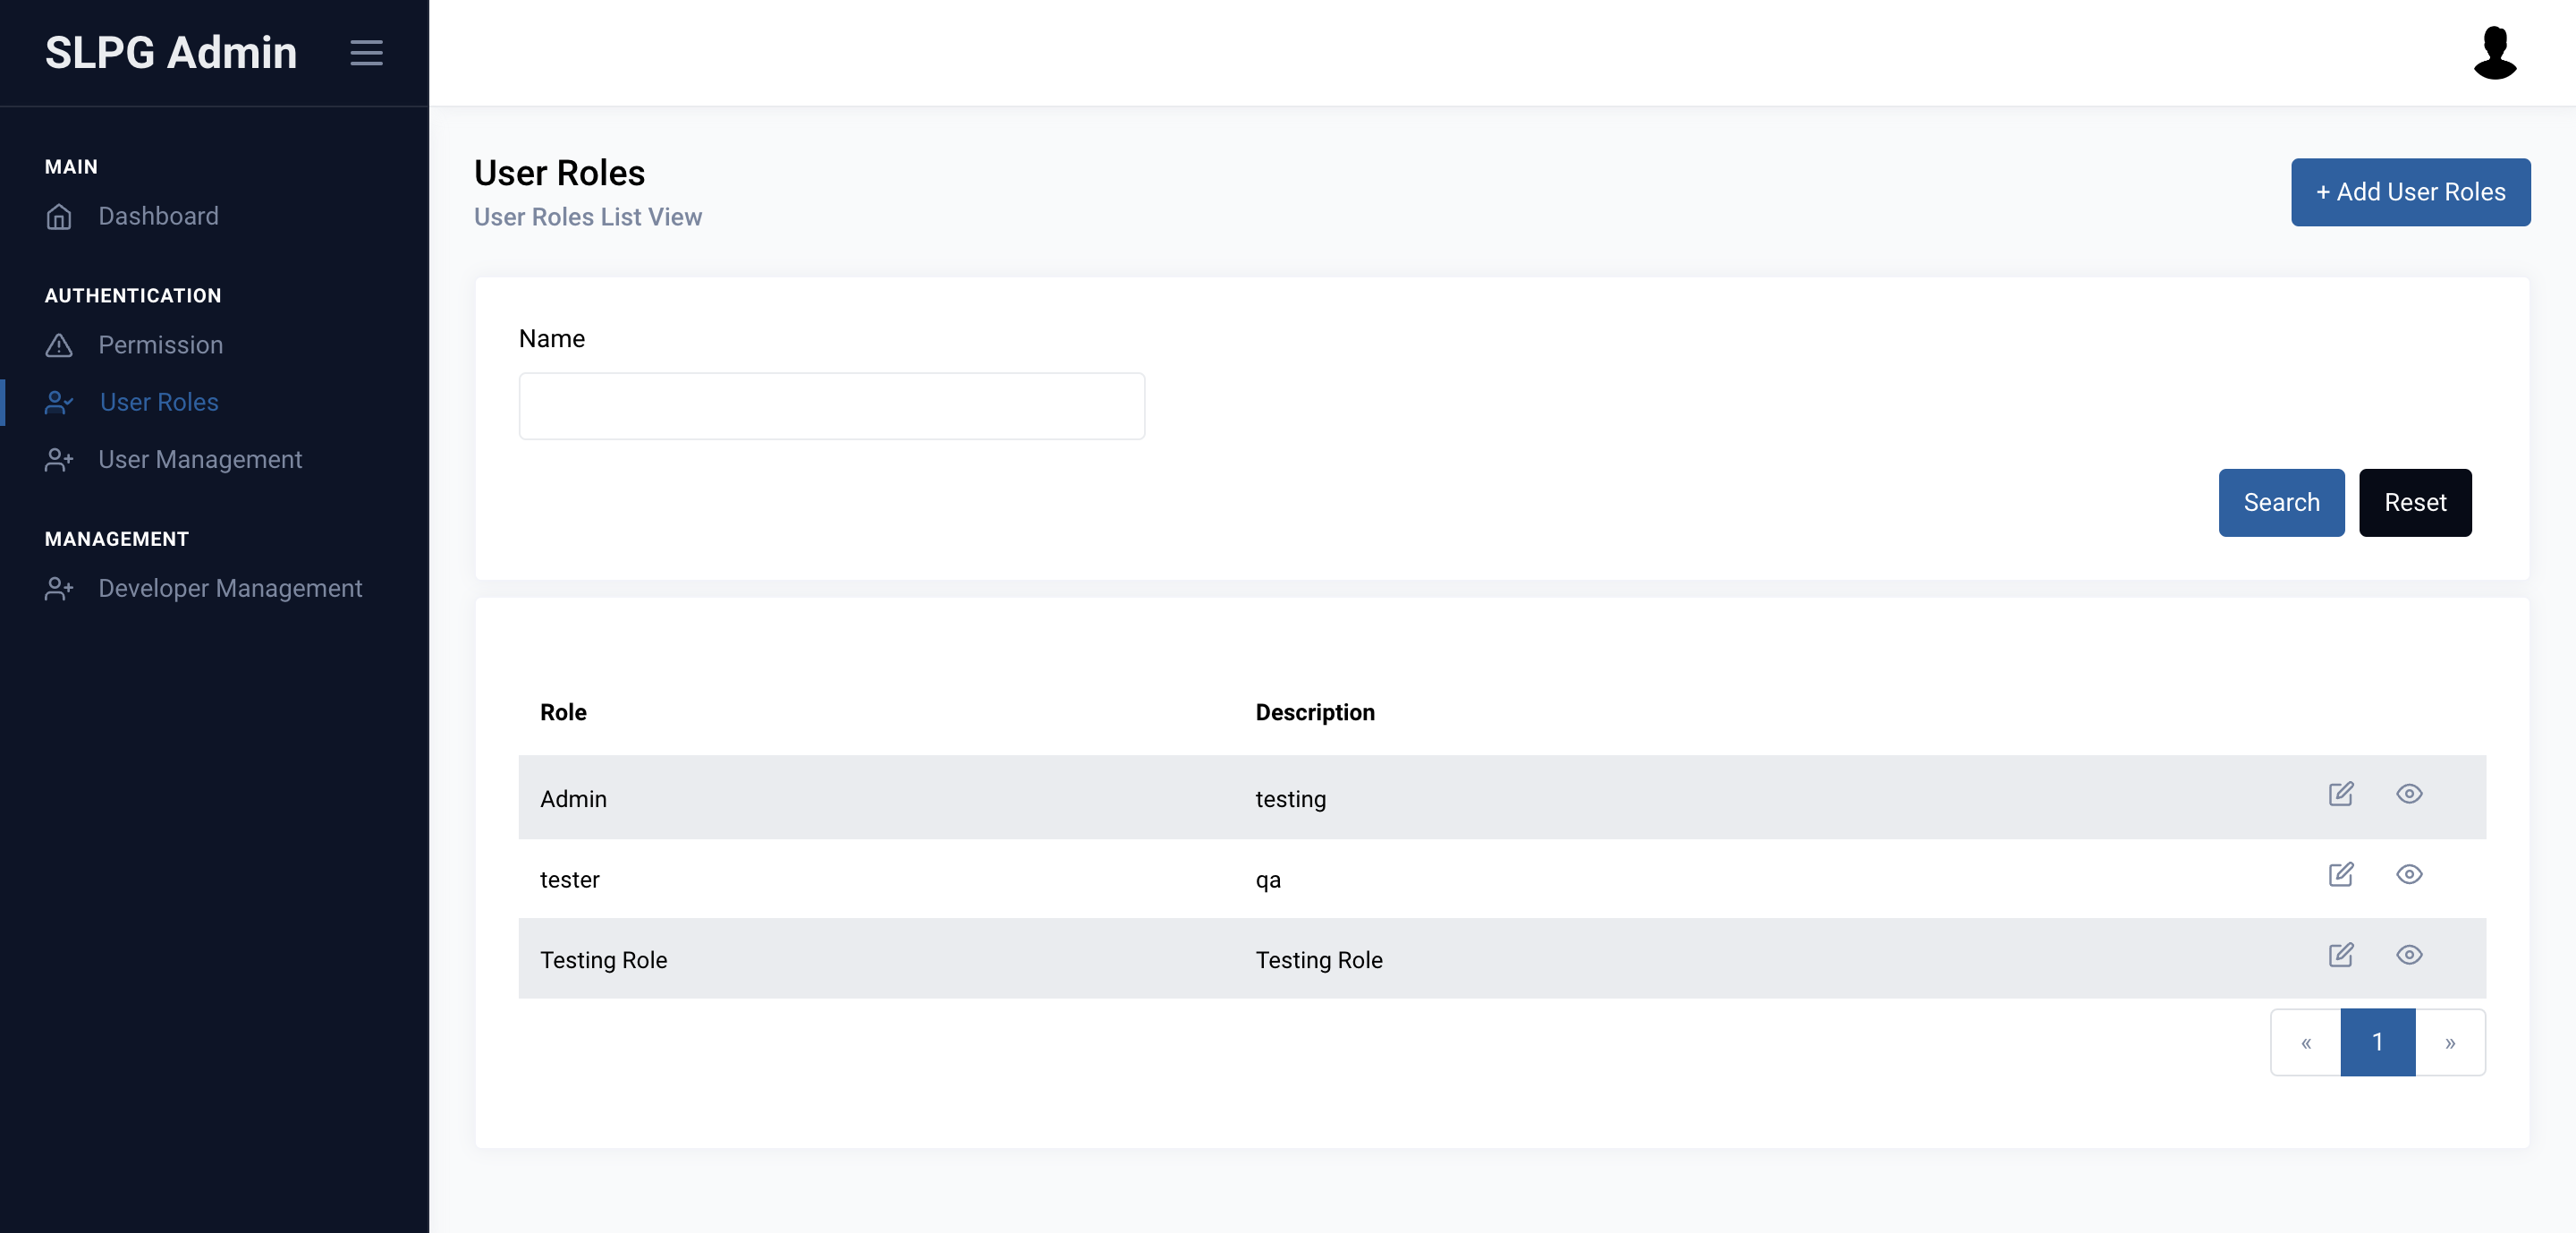 SLPG Admin
MAIN
Dashboard
AUTHENTICATION
Permission
User Roles
User Management
MANAGEMENT
Developer Management
User Roles
User Roles List View
+ Add User Roles
Name
Search Reset
Role Description
Admin testing
tester qa
Testing Role Testing Role
« 1 »